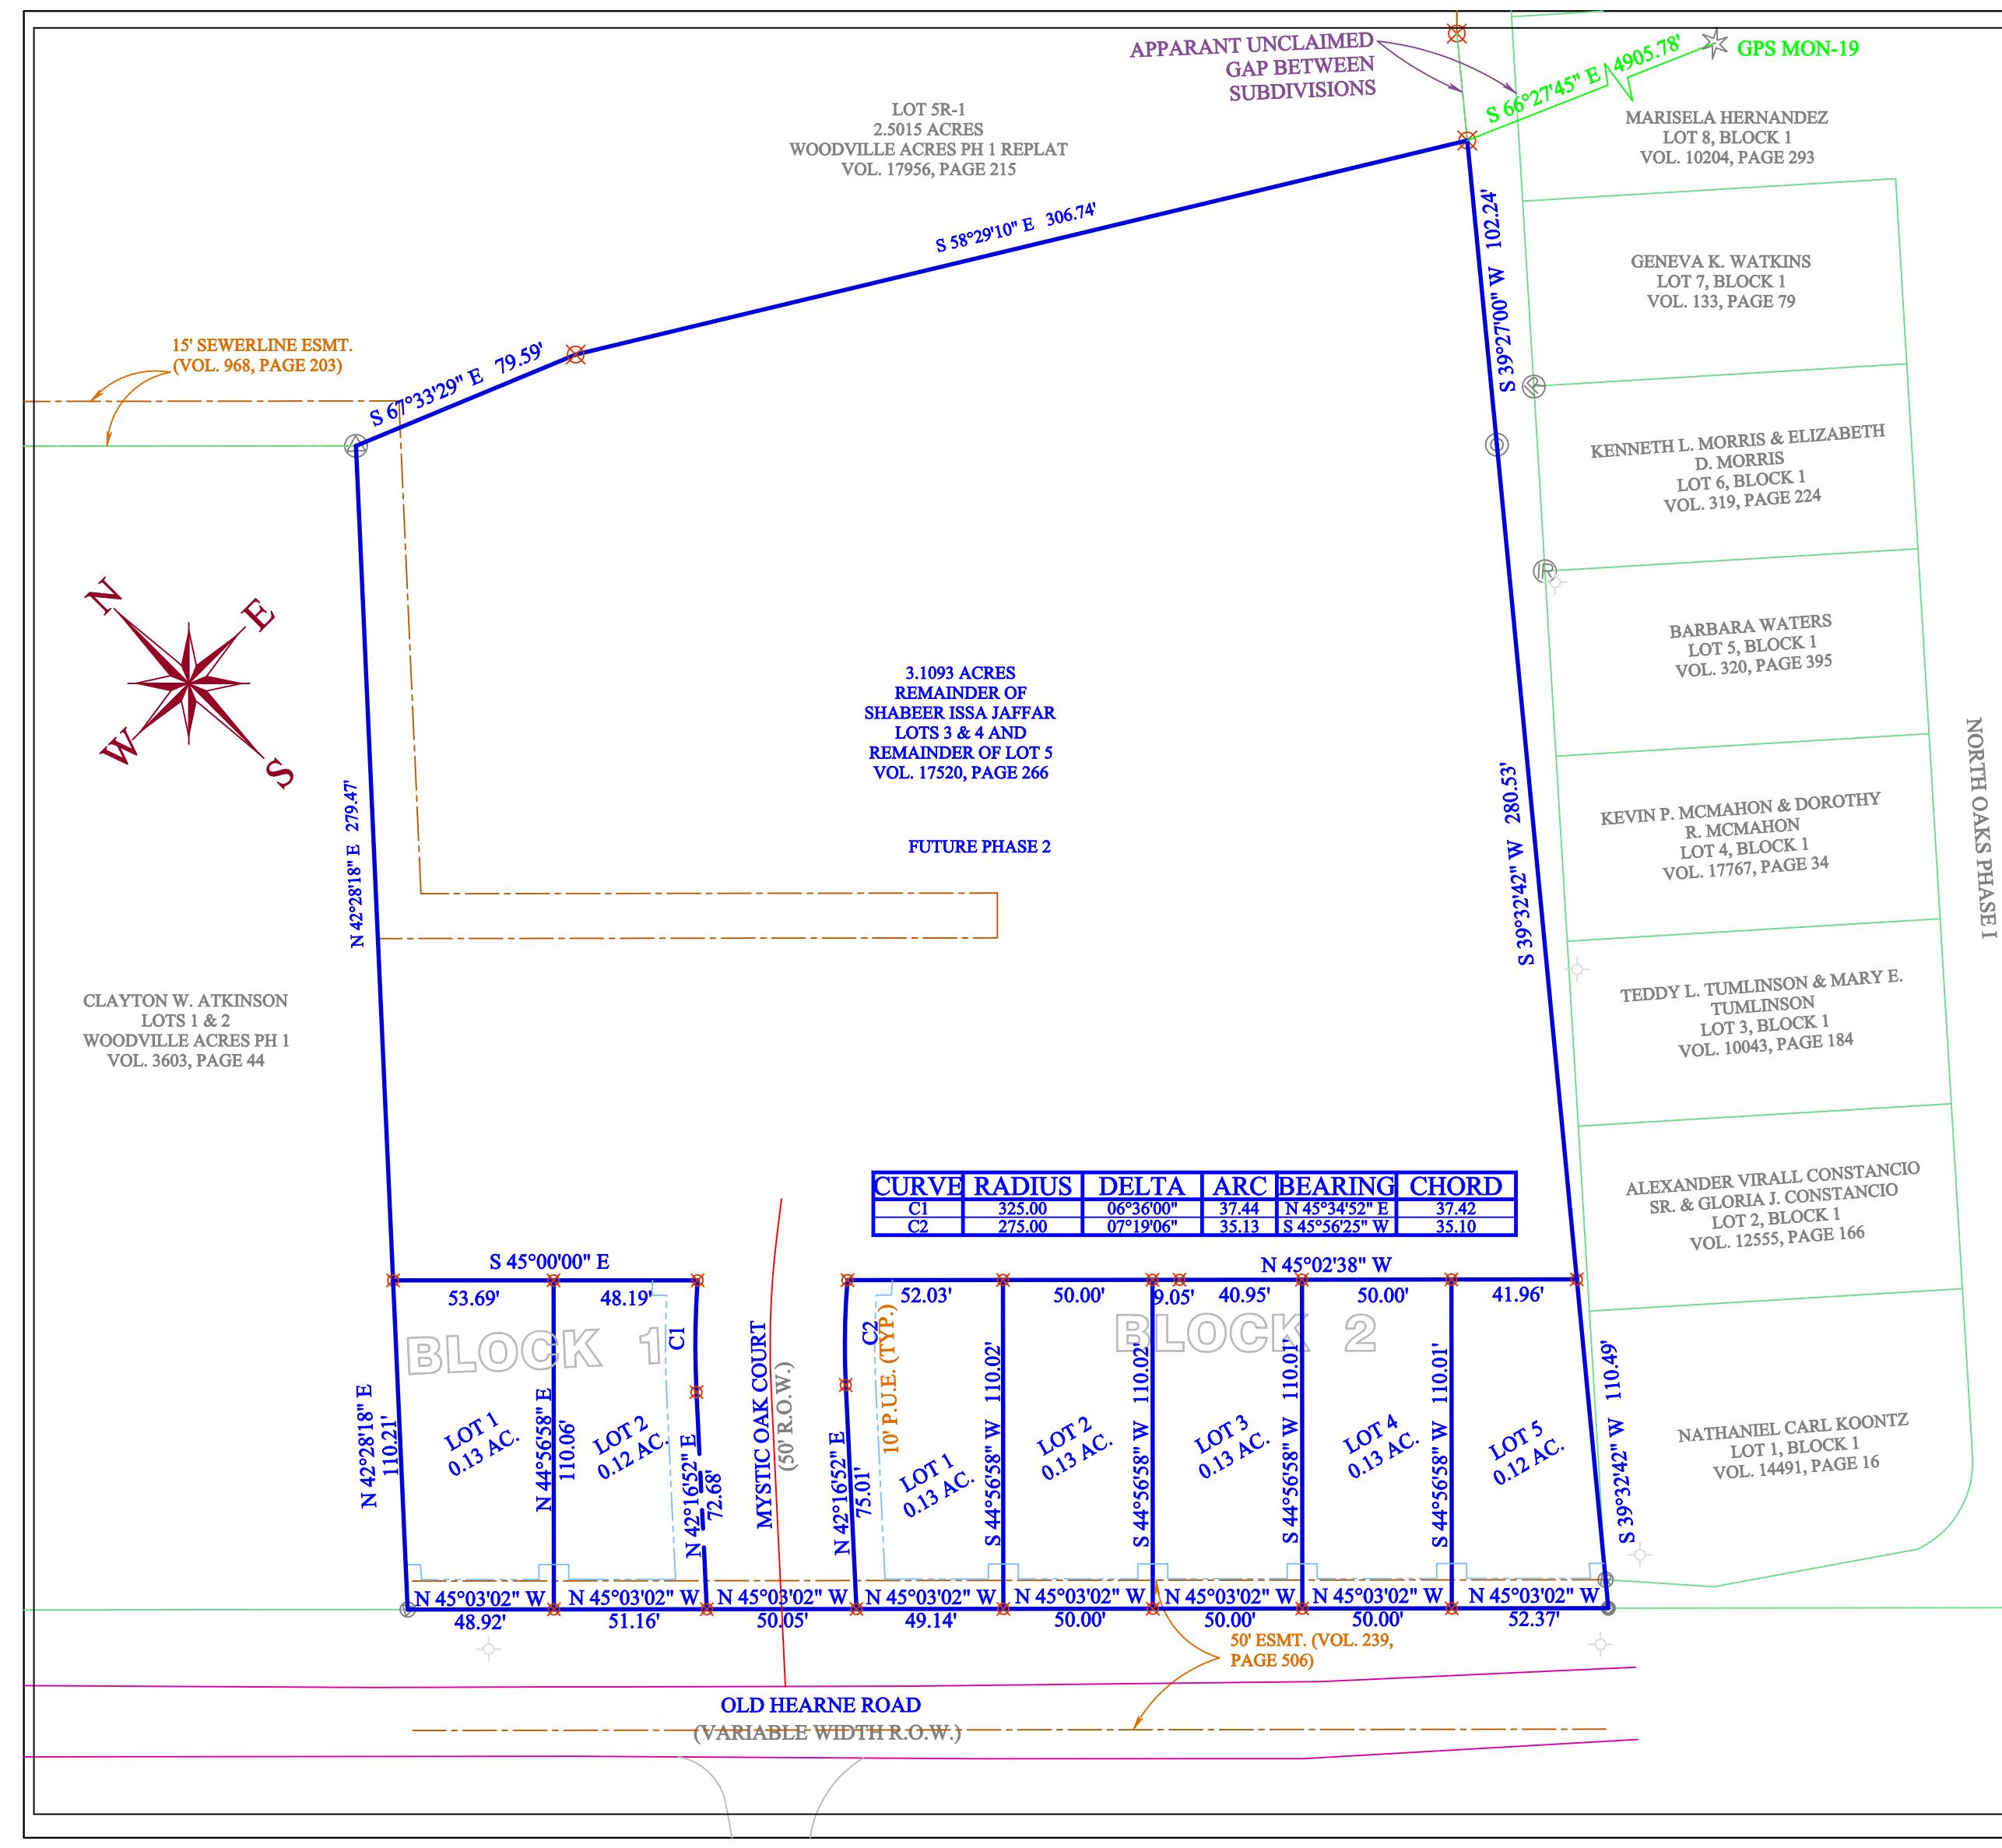 APPARANT UNCLAIMED
GAP BETWEEN
SUBDIVISIONS
S 66°27'45" E 4905.78'
GPS MON-19
LOT 5R-1
2.5015 ACRES
WOODVILLE ACRES PH 1 REPLAT
VOL. 17956, PAGE 215
MARISELA HERNANDEZ
LOT 8, BLOCK 1
VOL. 10204, PAGE 293
S 58°29'10" E 306.74'
S 39°27'00" W 102.24'
GENEVA K. WATKINS
LOT 7, BLOCK 1
VOL. 133, PAGE 79
15' SEWERLINE ESMT.
(VOL. 968, PAGE 203)
S 67°33'29" E 79.59'
IR
KENNETH L. MORRIS & ELIZABETH
D. MORRIS
LOT 6, BLOCK 1
VOL. 319, PAGE 224
IR
N
E
W
S
BARBARA WATERS
LOT 5, BLOCK 1
VOL. 320, PAGE 395
3.1093 ACRES
REMAINDER OF
SHABEER ISSA JAFFAR
LOTS 3 & 4 AND
REMAINDER OF LOT 5
VOL. 17520, PAGE 266
FUTURE PHASE 2
N 42°28'18" E 279.47'
S 39°32'42" W 280.53'
KEVIN P. MCMAHON & DOROTHY
R. MCMAHON
LOT 4, BLOCK 1
VOL. 17767, PAGE 34
NORTH OAKS PHASE I
CLAYTON W. ATKINSON
LOTS 1 & 2
WOODVILLE ACRES PH 1
VOL. 3603, PAGE 44
TEDDY L. TUMLINSON & MARY E.
TUMLINSON
LOT 3, BLOCK 1
VOL. 10043, PAGE 184
CURVE RADIUS DELTA ARC BEARING CHORD
C1 325.00 06°36'00" 37.44 N 45°34'52" E 37.42
C2 275.00 07°19'06" 35.13 S 45°56'25" W 35.10
ALEXANDER VIRALL CONSTANCIO
SR. & GLORIA J. CONSTANCIO
LOT 2, BLOCK 1
VOL. 12555, PAGE 166
S 45°00'00" E
N 45°02'38" W
53.69'
48.19'
52.03'
50.00'
9.05'
40.95'
50.00'
41.96'
BLOCK 1
C1
C2
BLOCK 2
10' P.U.E. (TYP.)
MYSTIC OAK COURT
(50' R.O.W.)
N 42°28'18" E
110.21'
LOT 1
0.13 AC.
N 44°56'58" E
110.06'
LOT 2
0.12 AC.
N 42°16'52" E
72.68'
N 42°16'52" E
75.01'
LOT 1
0.13 AC.
S 44°56'58" W 110.02'
LOT 2
0.13 AC.
S 44°56'58" W 110.02'
LOT 3
0.13 AC.
S 44°56'58" W 110.01'
LOT 4
0.13 AC.
S 44°56'58" W 110.01'
LOT 5
0.12 AC.
S 39°32'42" W 110.49'
NATHANIEL CARL KOONTZ
LOT 1, BLOCK 1
VOL. 14491, PAGE 16
N 45°03'02" W
48.92'
N 45°03'02" W
51.16'
N 45°03'02" W
50.05'
N 45°03'02" W
49.14'
N 45°03'02" W
50.00'
N 45°03'02" W
50.00'
N 45°03'02" W
50.00'
N 45°03'02" W
52.37'
50' ESMT. (VOL. 239,
PAGE 506)
OLD HEARNE ROAD
(VARIABLE WIDTH R.O.W.)